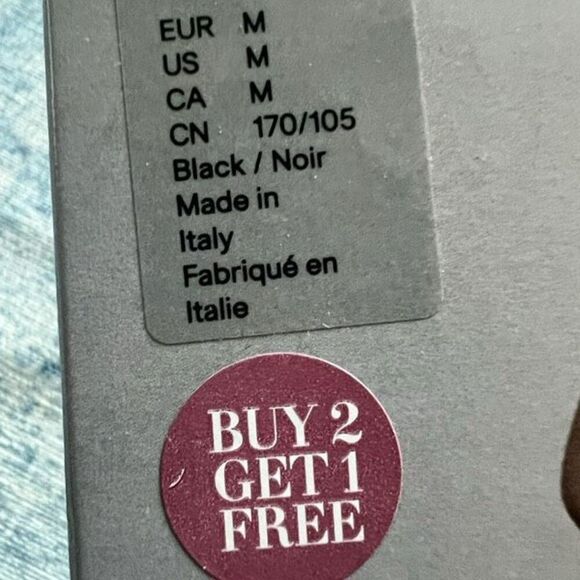 EUR M
US M
CA M
CN 170/105
Black / Noir
Made in
Italy
Fabriqué en
Italie
BUY 2
GET 1
FREE